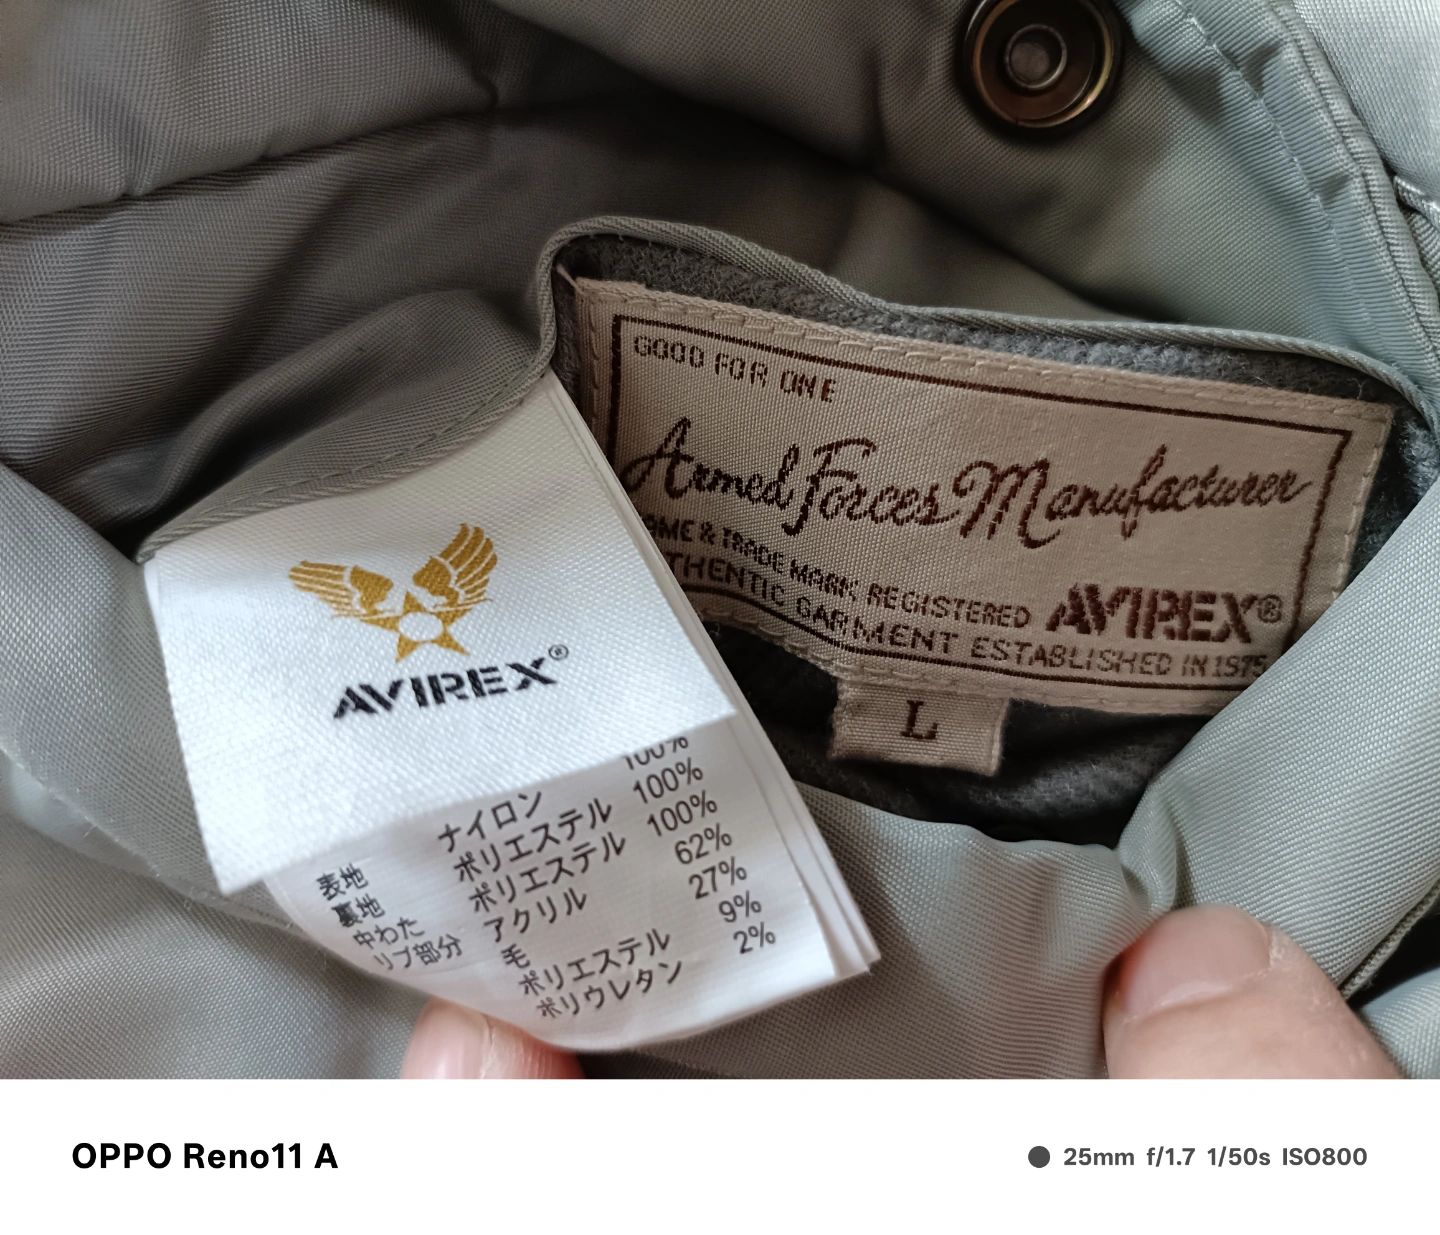 GOOD FOR ONE
Armed Forces Manufacturer
& TRADE MARK REGISTERED AVIREX®
GARMENT ESTABLISHED IN 1975
L
AVIREX®
100%
表地 ナイロン 100%
裏地 ポリエステル 100%
中わた ポリエステル 62%
リブ部分 アクリル 27%
毛 9%
ポリエステル 2%
ポリウレタン
OPPO Reno11 A
25mm f/1.7 1/50s ISO800